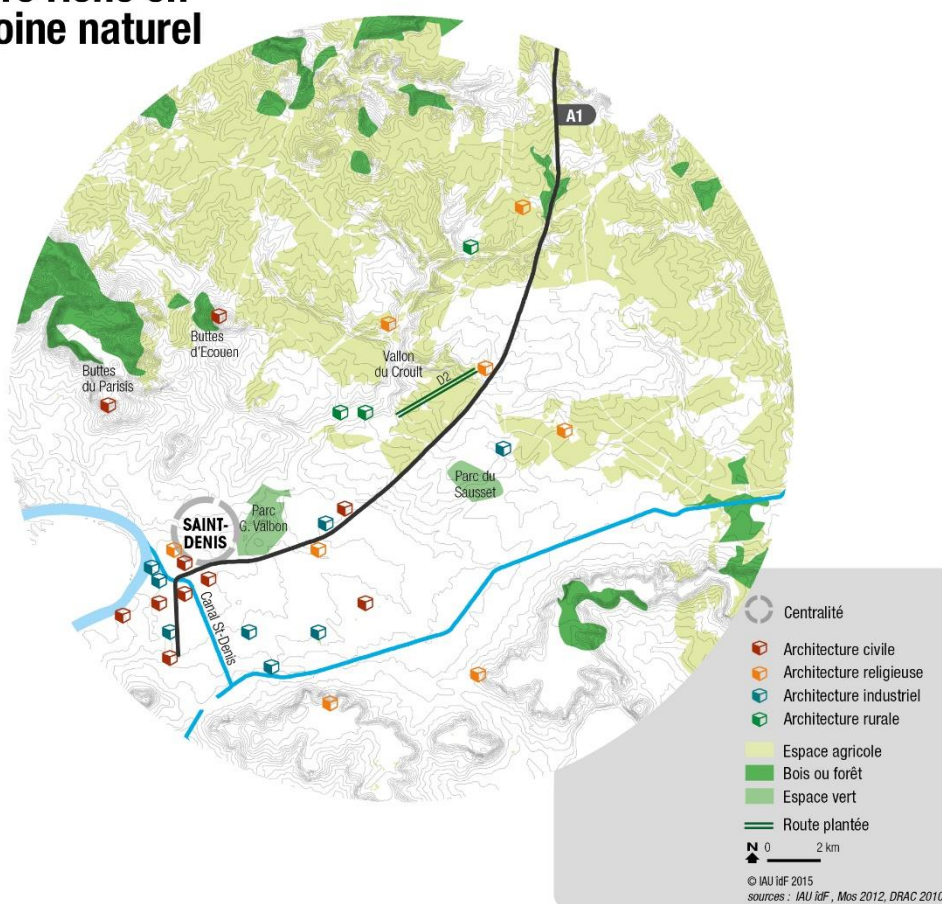 oine naturel
A1
Buttes
d'Ecouen
Buttes
du Parisis
Vallon
du Croult
D2
Parc du
Sausset
Parc
G. Valbon
SAINT-
DENIS
Canal St-Denis
Centralité
Architecture civile
Architecture religieuse
Architecture industriel
Architecture rurale
Espace agricole
Bois ou forêt
Espace vert
Route plantée
N 0 2 km
© IAU îdF 2015
sources : IAU îdF , Mos 2012, DRAC 2010